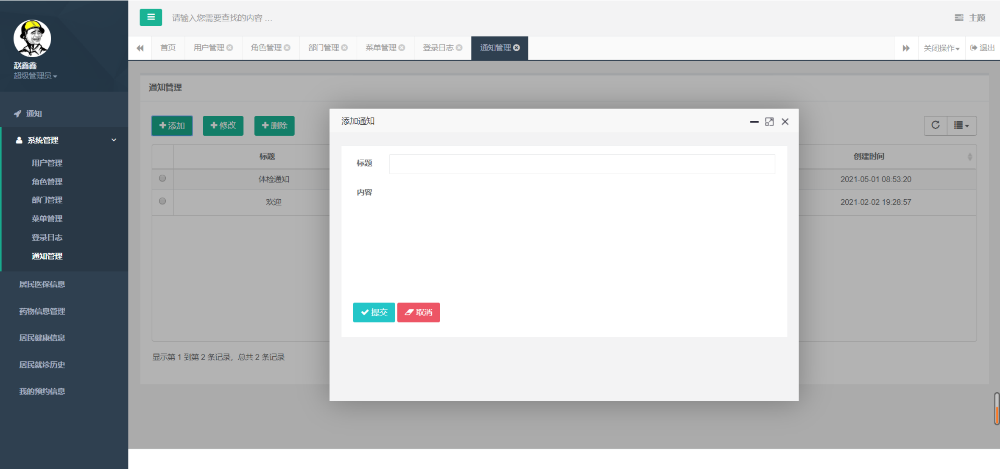 请输入您需要查找的内容 …
主题
首页 用户管理 角色管理 部门管理 菜单管理 登录日志 通知管理 关闭操作 退出
赵鑫鑫
超级管理员
通知
系统管理
用户管理
角色管理
部门管理
菜单管理
登录日志
通知管理
居民医保信息
药物信息管理
居民健康信息
居民就诊历史
我的预约信息
通知管理
添加 修改 删除
标题 创建时间
体检通知 2021-05-01 08:53:20
欢迎 2021-02-02 19:28:57
显示第 1 到第 2 条记录，总共 2 条记录
添加通知
标题
内容
提交 取消